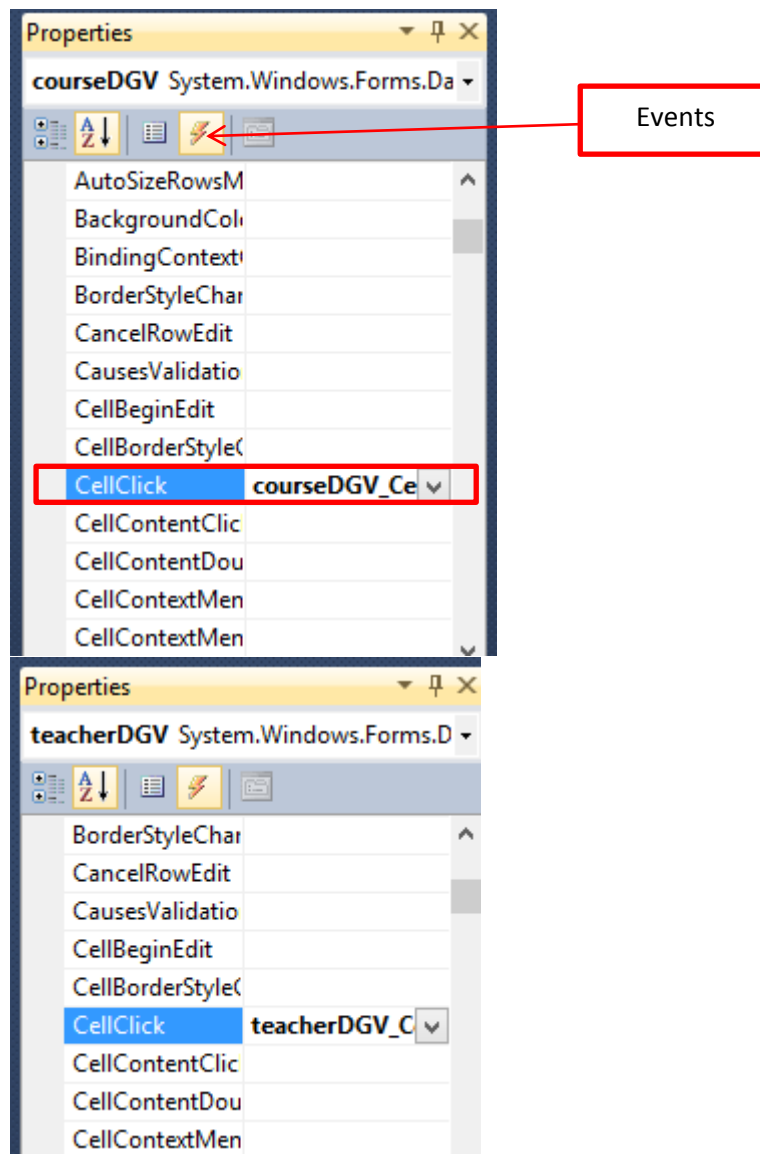 Properties
courseDGV System.Windows.Forms.Da
Events
AutoSizeRowsM
BackgroundCol
BindingContext
BorderStyleChar
CancelRowEdit
CausesValidatio
CellBeginEdit
CellBorderStyle
CellClick courseDGV_Ce
CellContentClic
CellContentDou
CellContextMen
CellContextMen
Properties
teacherDGV System.Windows.Forms.D
BorderStyleChar
CancelRowEdit
CausesValidatio
CellBeginEdit
CellBorderStyle
CellClick teacherDGV_C
CellContentClic
CellContentDou
CellContextMen